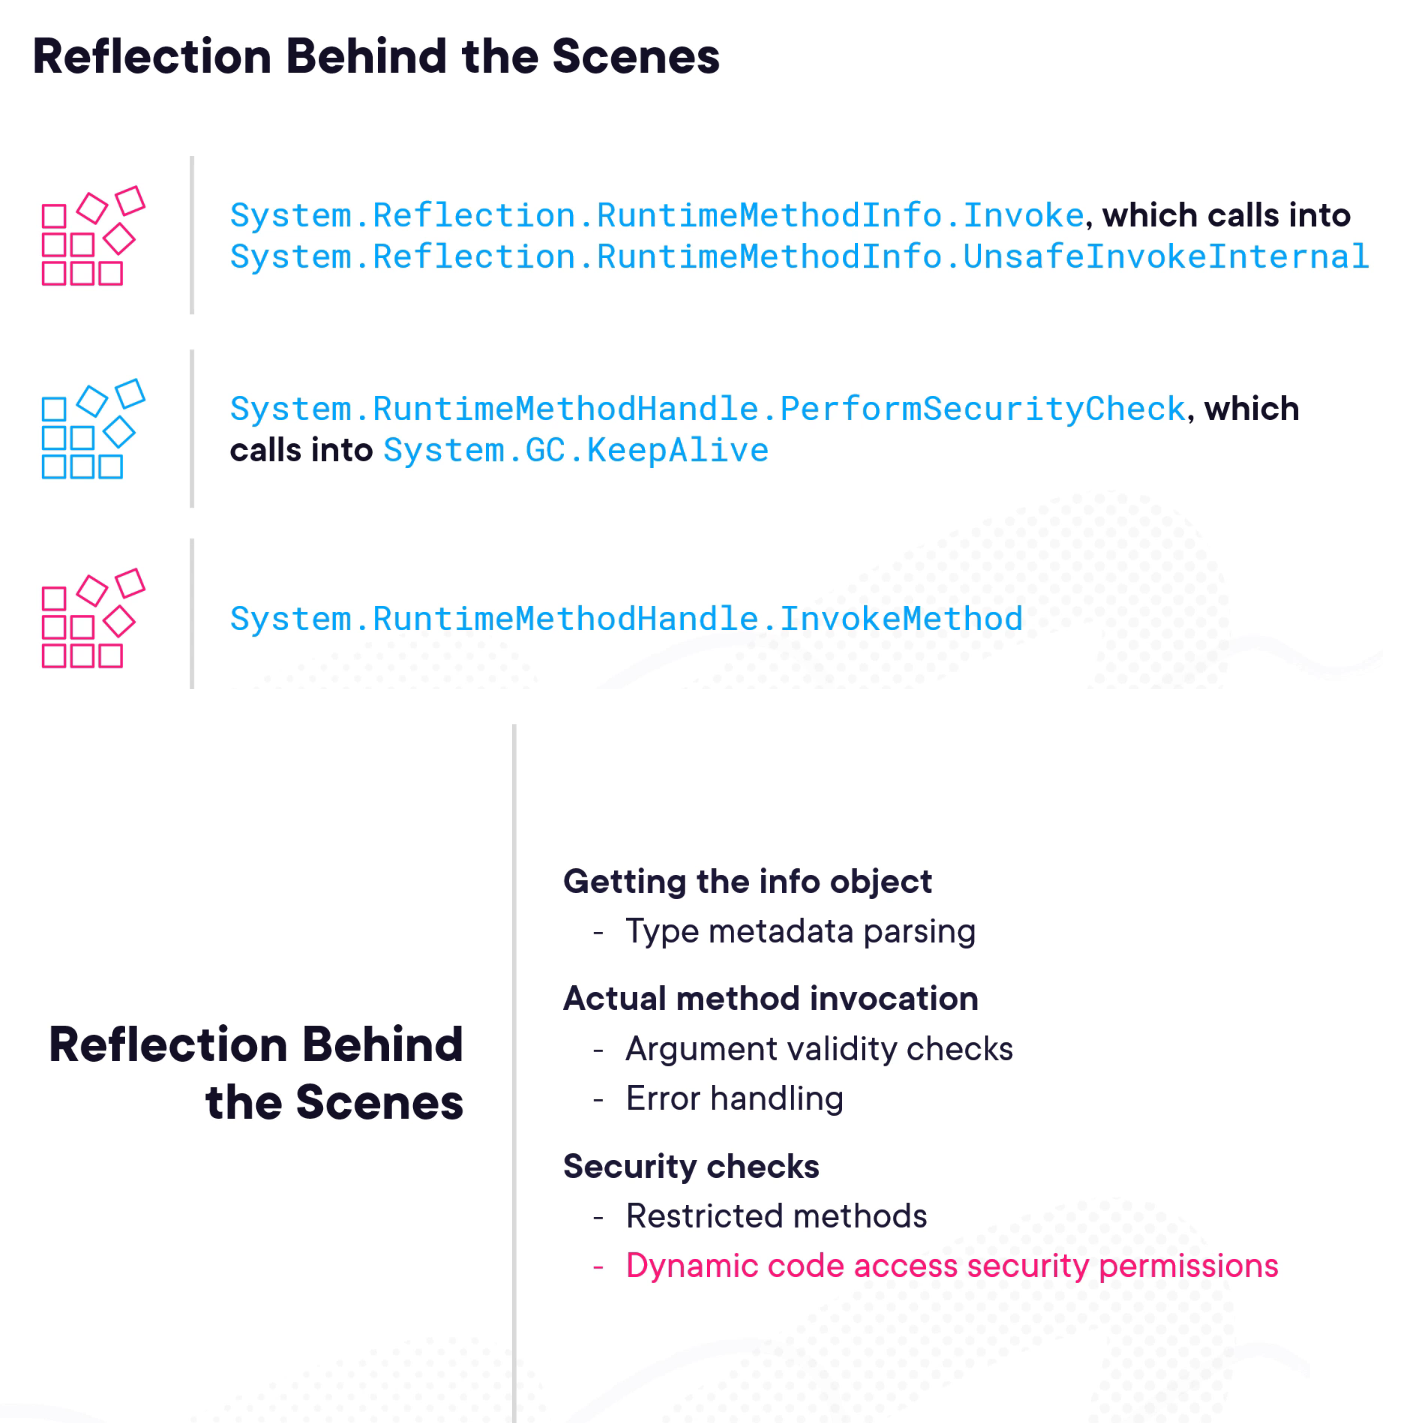 Reflection Behind the Scenes
System.Reflection.RuntimeMethodInfo.Invoke, which calls into
System.Reflection.RuntimeMethodInfo.UnsafeInvokeInternal
System.RuntimeMethodHandle.PerformSecurityCheck, which
calls into System.GC.KeepAlive
System.RuntimeMethodHandle.InvokeMethod
Reflection Behind
the Scenes
Getting the info object
- Type metadata parsing
Actual method invocation
- Argument validity checks
- Error handling
Security checks
- Restricted methods
- Dynamic code access security permissions